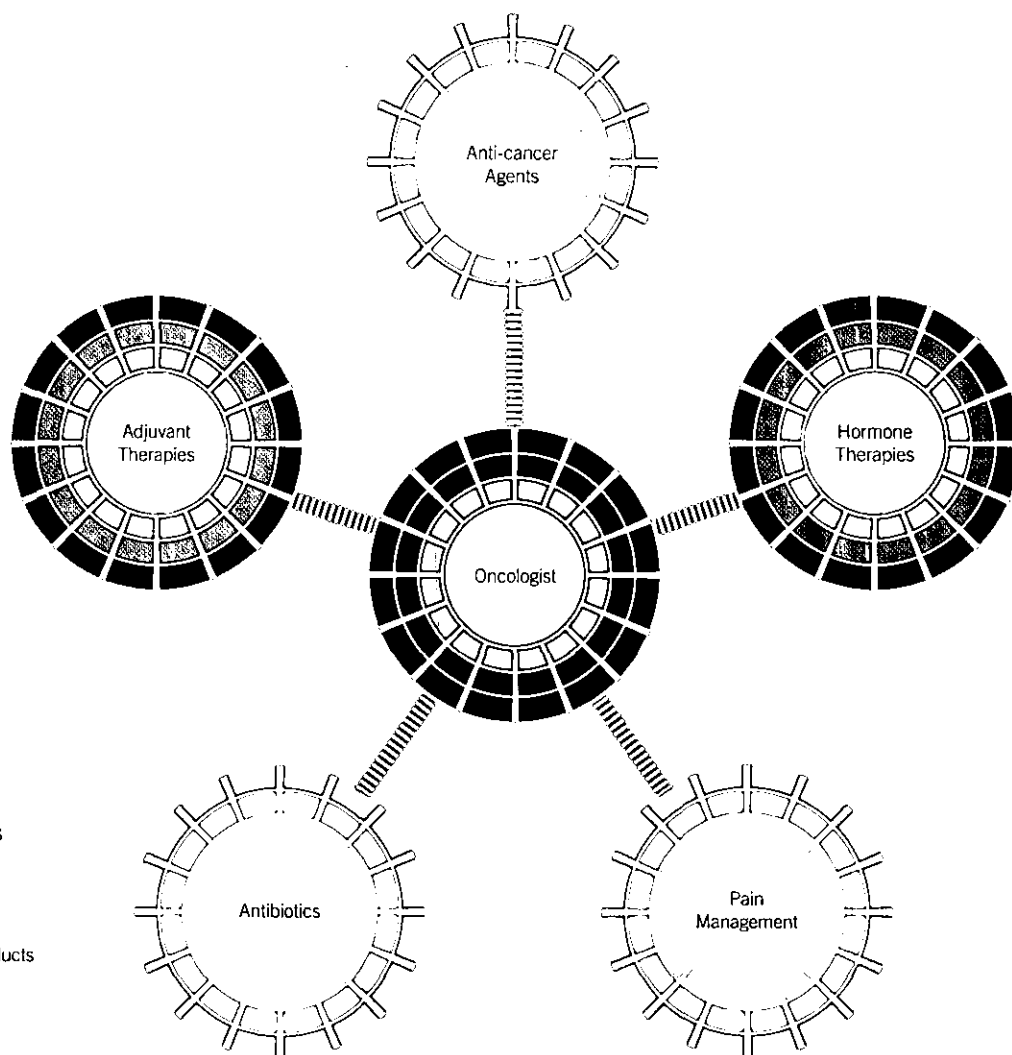 Anti-cancer
Agents
Adjuvant
Therapies
Hormone
Therapies
Oncologist
Antibiotics
Pain
Management